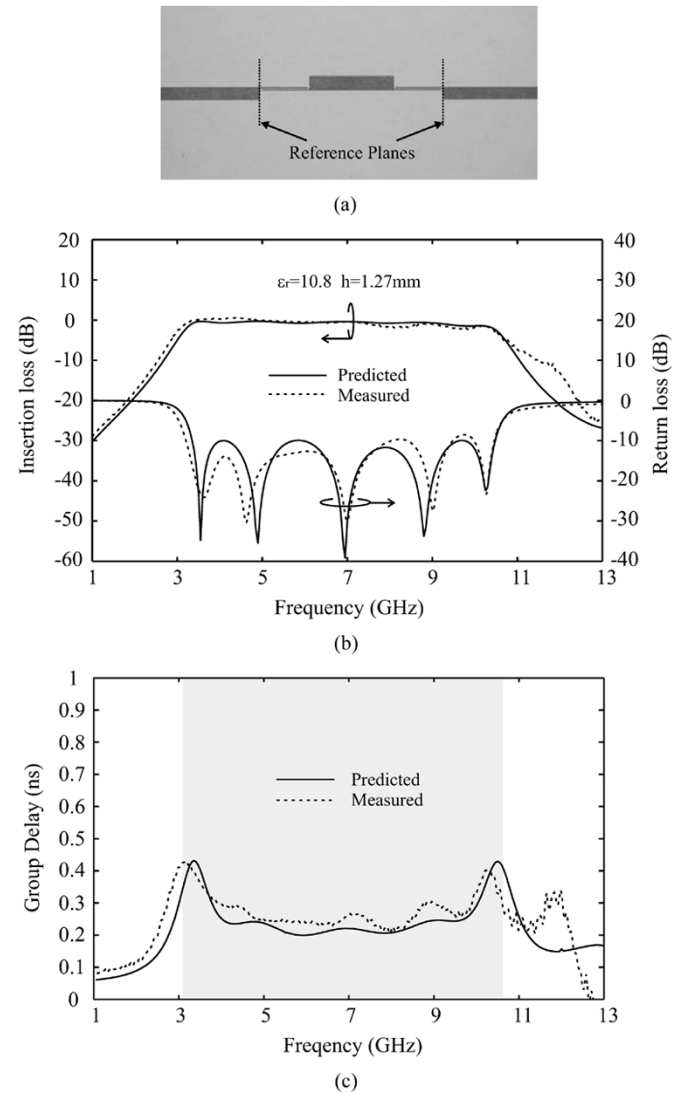 Reference Planes
(a)
20
10
0
-10
-20
-30
-40
-50
-60
40
30
20
10
0
-10
-20
-30
-40
Insertion loss (dB)
Return loss (dB)
εr=10.8 h=1.27mm
Predicted
Measured
1 3 5 7 9 11 13
Frequency (GHz)
(b)
1
0.9
0.8
0.7
0.6
0.5
0.4
0.3
0.2
0.1
0
Group Delay (ns)
Predicted
Measured
1 3 5 7 9 11 13
Freqency (GHz)
(c)